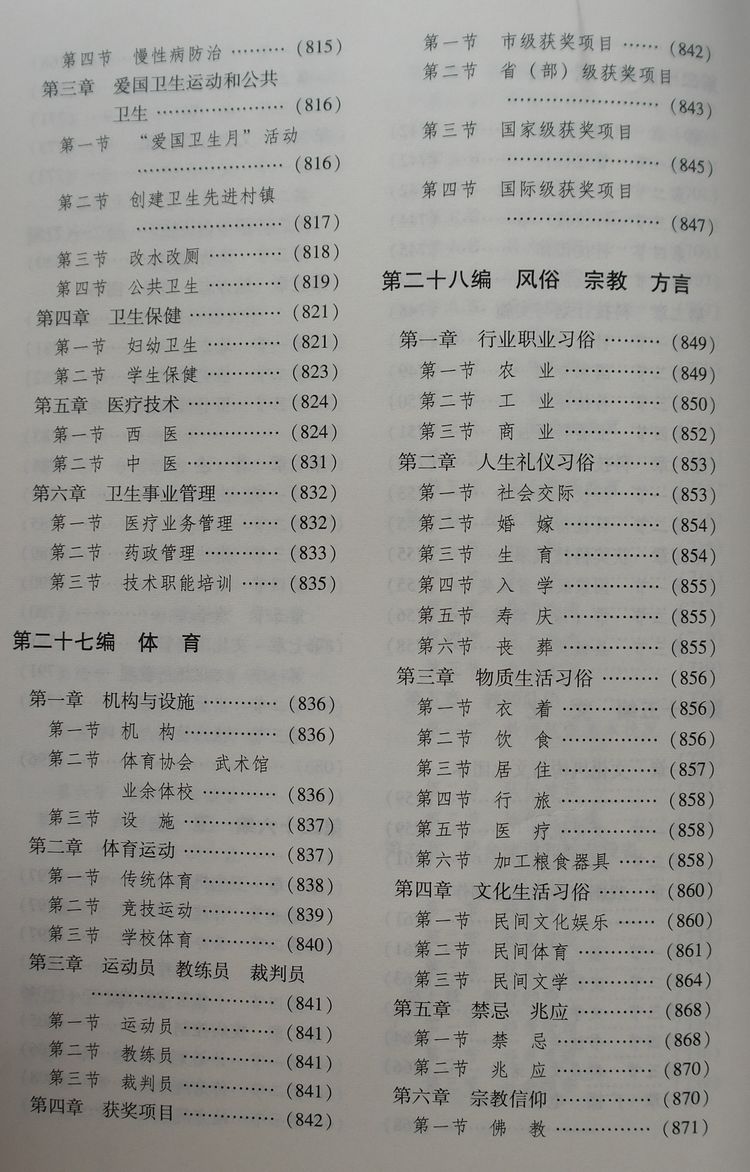 第四节 慢性病防治 ……… (815)
第三章 爱国卫生运动和公共
卫生 ……………… (816)
第一节 “爱国卫生月”活动
……………… (816)
第二节 创建卫生先进村镇
……………… (817)
第三节 改水改厕 ………… (818)
第四节 公共卫生 ………… (819)
第四章 卫生保健 ………… (821)
第一节 妇幼卫生 ………… (821)
第二节 学生保健 ………… (823)
第五章 医疗技术 ………… (824)
第一节 西 医 …………… (824)
第二节 中 医 …………… (831)
第六章 卫生事业管理 ……… (832)
第一节 医疗业务管理 …… (832)
第二节 药政管理 ………… (833)
第三节 技术职能培训 …… (835)
第二十七编 体 育
第一章 机构与设施 ………… (836)
第一节 机 构 …………… (836)
第二节 体育协会 武术馆
业余体校 ………… (836)
第三节 设 施 …………… (837)
第二章 体育运动 …………… (837)
第一节 传统体育 ………… (838)
第二节 竞技运动 ………… (839)
第三节 学校体育 ………… (840)
第三章 运动员 教练员 裁判员
…………………… (841)
第一节 运动员 …………… (841)
第二节 教练员 …………… (841)
第三节 裁判员 …………… (841)
第四章 获奖项目 …………… (842)
第一节 市级获奖项目 …… (842)
第二节 省(部)级获奖项目
………………… (843)
第三节 国家级获奖项目
………………… (845)
第四节 国际级获奖项目
………………… (847)
第二十八编 风俗 宗教 方言
第一章 行业职业习俗 ……… (849)
第一节 农 业 …………… (849)
第二节 工 业 …………… (850)
第三节 商 业 …………… (852)
第二章 人生礼仪习俗 ……… (853)
第一节 社会交际 ………… (853)
第二节 婚 嫁 …………… (854)
第三节 生 育 …………… (854)
第四节 入 学 …………… (855)
第五节 寿 庆 …………… (855)
第六节 丧 葬 …………… (855)
第三章 物质生活习俗 ……… (856)
第一节 衣 着 …………… (856)
第二节 饮 食 …………… (856)
第三节 居 住 …………… (857)
第四节 行 旅 …………… (858)
第五节 医 疗 …………… (858)
第六节 加工粮食器具 …… (858)
第四章 文化生活习俗 ……… (860)
第一节 民间文化娱乐 …… (860)
第二节 民间体育 ………… (861)
第三节 民间文学 ………… (864)
第五章 禁忌 兆应 ………… (868)
第一节 禁 忌 …………… (868)
第二节 兆 应 …………… (870)
第六章 宗教信仰 …………… (870)
第一节 佛 教 …………… (871)